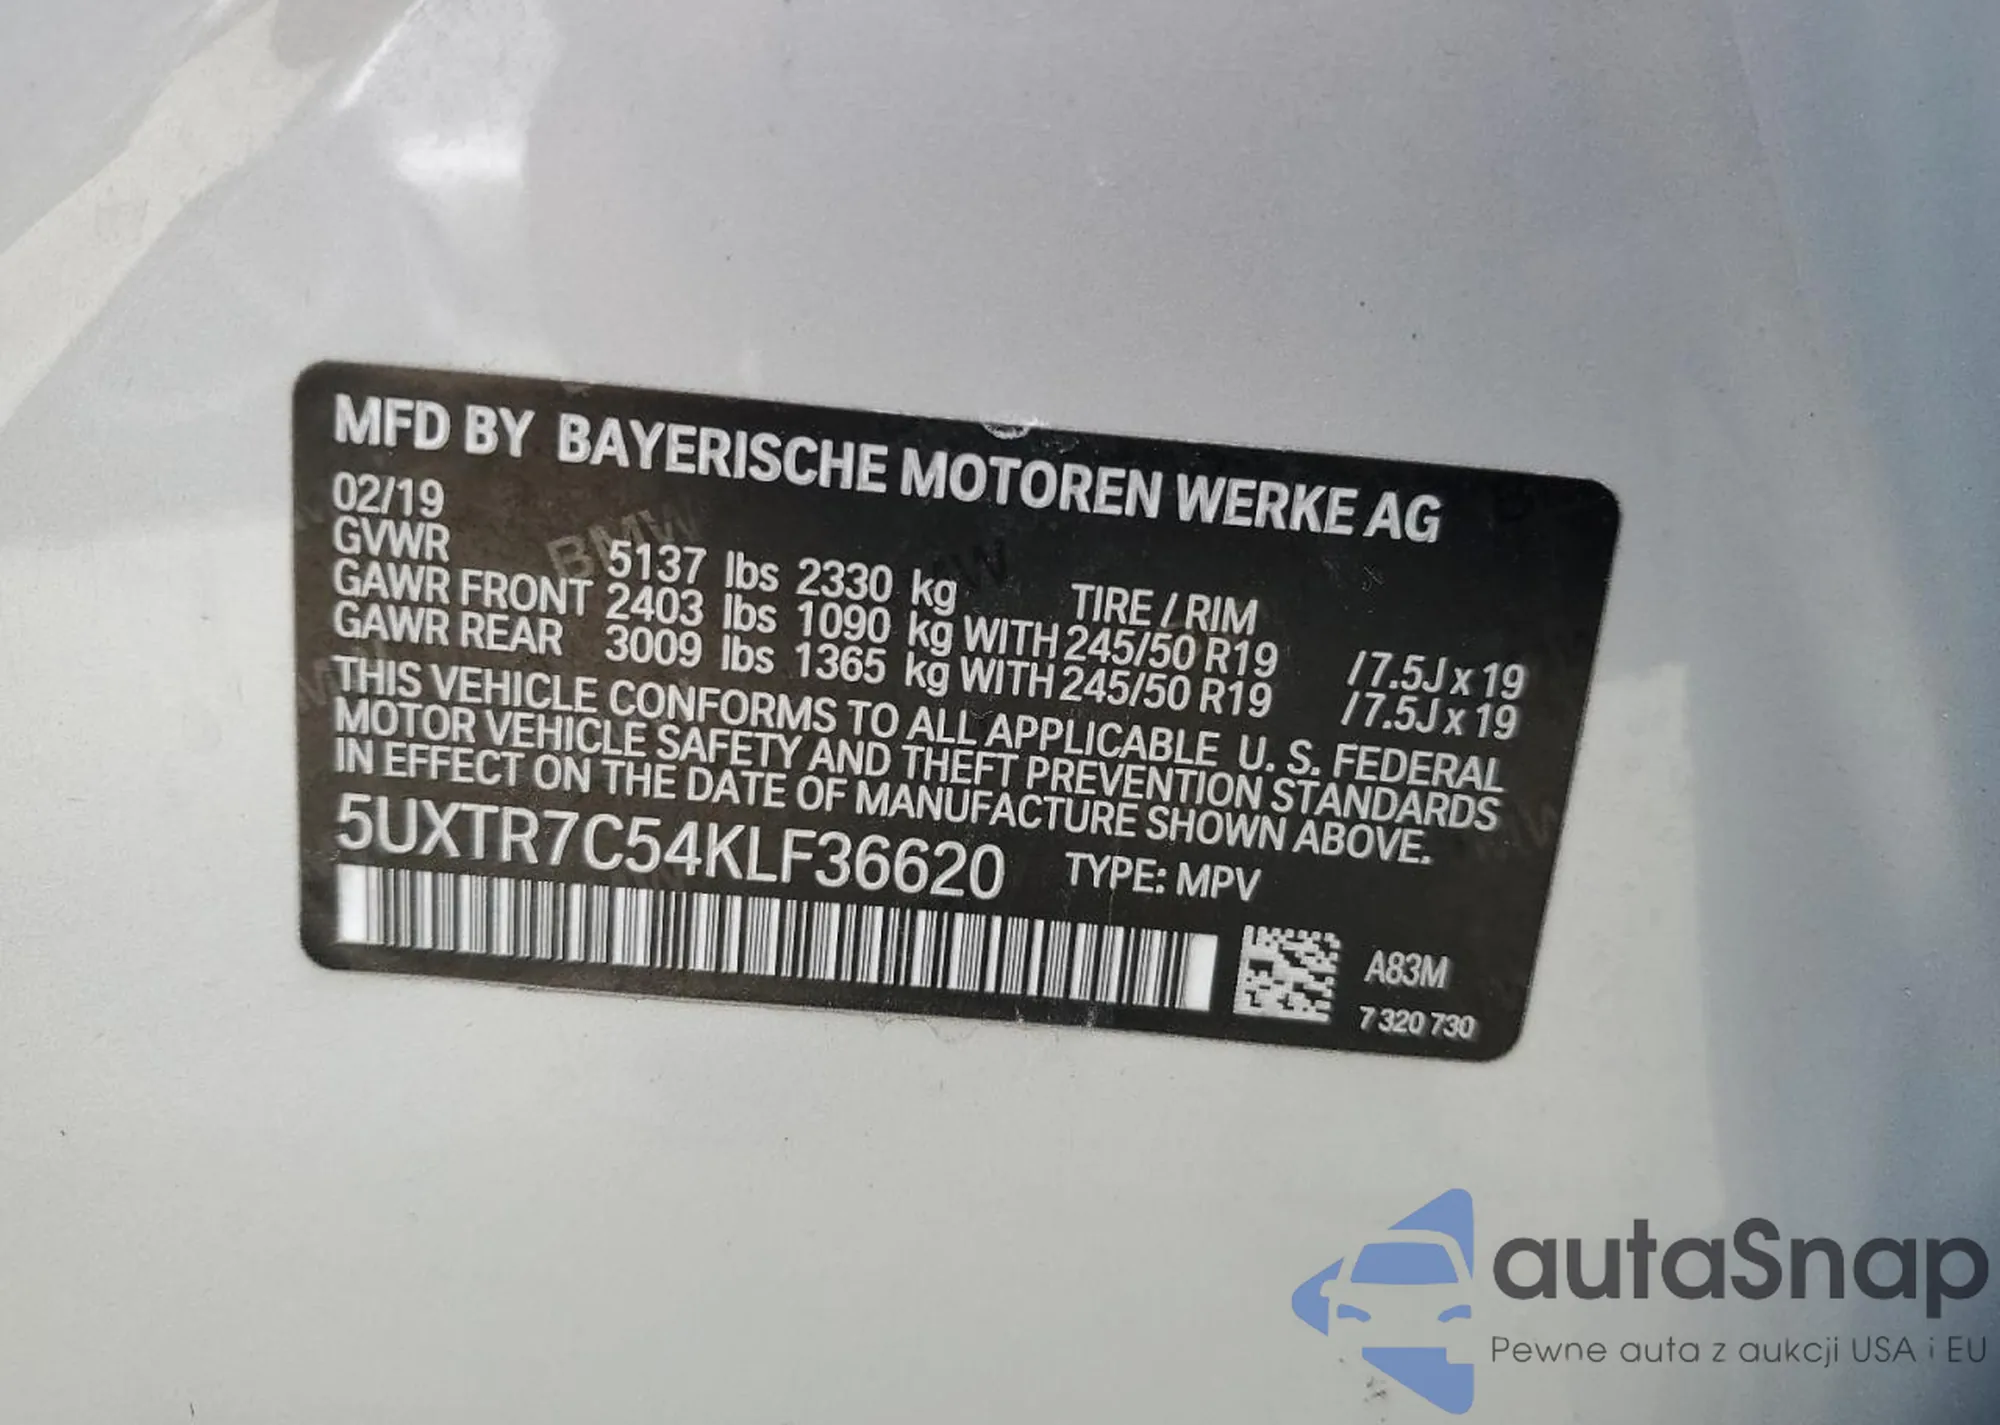 MFD BY BAYERISCHE MOTOREN WERKE AG
02/19
GVWR 5137 lbs 2330 kg TIRE / RIM
GAWR FRONT 2403 lbs 1090 kg WITH 245/50 R19 /7.5J x 19
GAWR REAR 3009 lbs 1365 kg WITH 245/50 R19 /7.5J x 19
THIS VEHICLE CONFORMS TO ALL APPLICABLE U. S. FEDERAL
MOTOR VEHICLE SAFETY AND THEFT PREVENTION STANDARDS
IN EFFECT ON THE DATE OF MANUFACTURE SHOWN ABOVE.
5UXTR7C54KLF36620 TYPE: MPV
A83M
7 320 730
autaSnap
Pewne auta z aukcji USA i EU